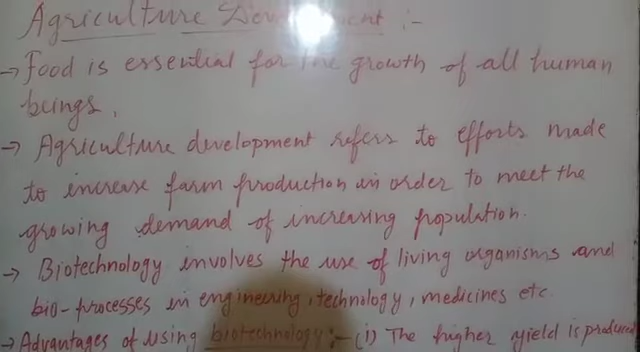 Agriculture Development :-
→ Food is essential for the growth of all human
beings.
→ Agriculture development refers to efforts made
to increase farm production in order to meet the
growing demand of increasing population.
→ Biotechnology involves the use of living organisms and
bio-processes in engineering, technology, medicines etc.
→ Advantages of using biotechnology :- (i) The higher yield is produced